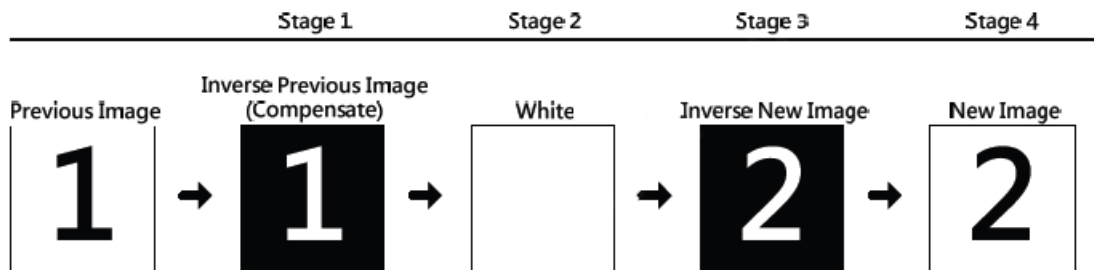 Stage 1 Stage 2 Stage 3 Stage 4
Previous Image
Inverse Previous Image
(Compensate)
White
Inverse New Image
New Image
1 1 2 2